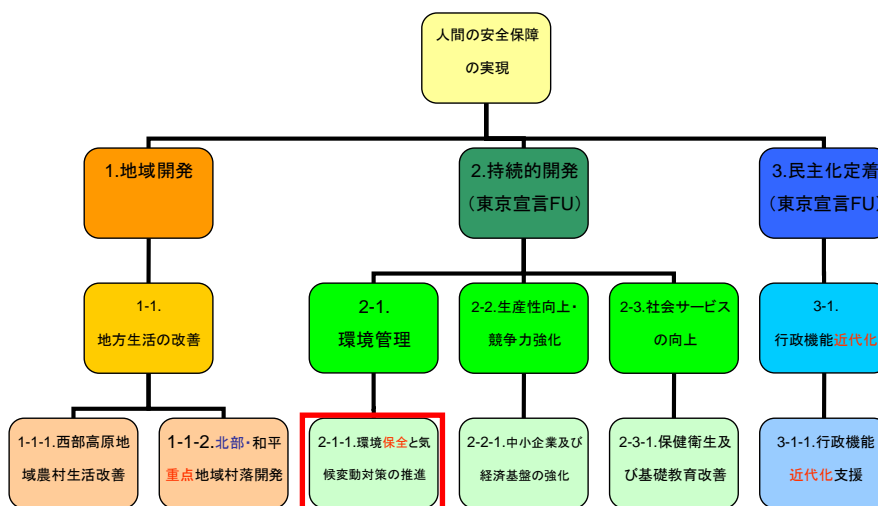 人間の安全保障
の実現
1.地域開発
2.持続的開発
（東京宣言FU）
3.民主化定着
（東京宣言FU）
1-1.
地方生活の改善
2-1.
環境管理
2-2.生産性向上・
競争力強化
2-3.社会サービス
の向上
3-1.
行政機能近代化
1-1-1.西部高原地
域農村生活改善
1-1-2.北部・和平
重点地域村落開発
2-1-1.環境保全と気
候変動対策の推進
2-2-1.中小企業及び
経済基盤の強化
2-3-1.保健衛生及
び基礎教育改善
3-1-1.行政機能
近代化支援